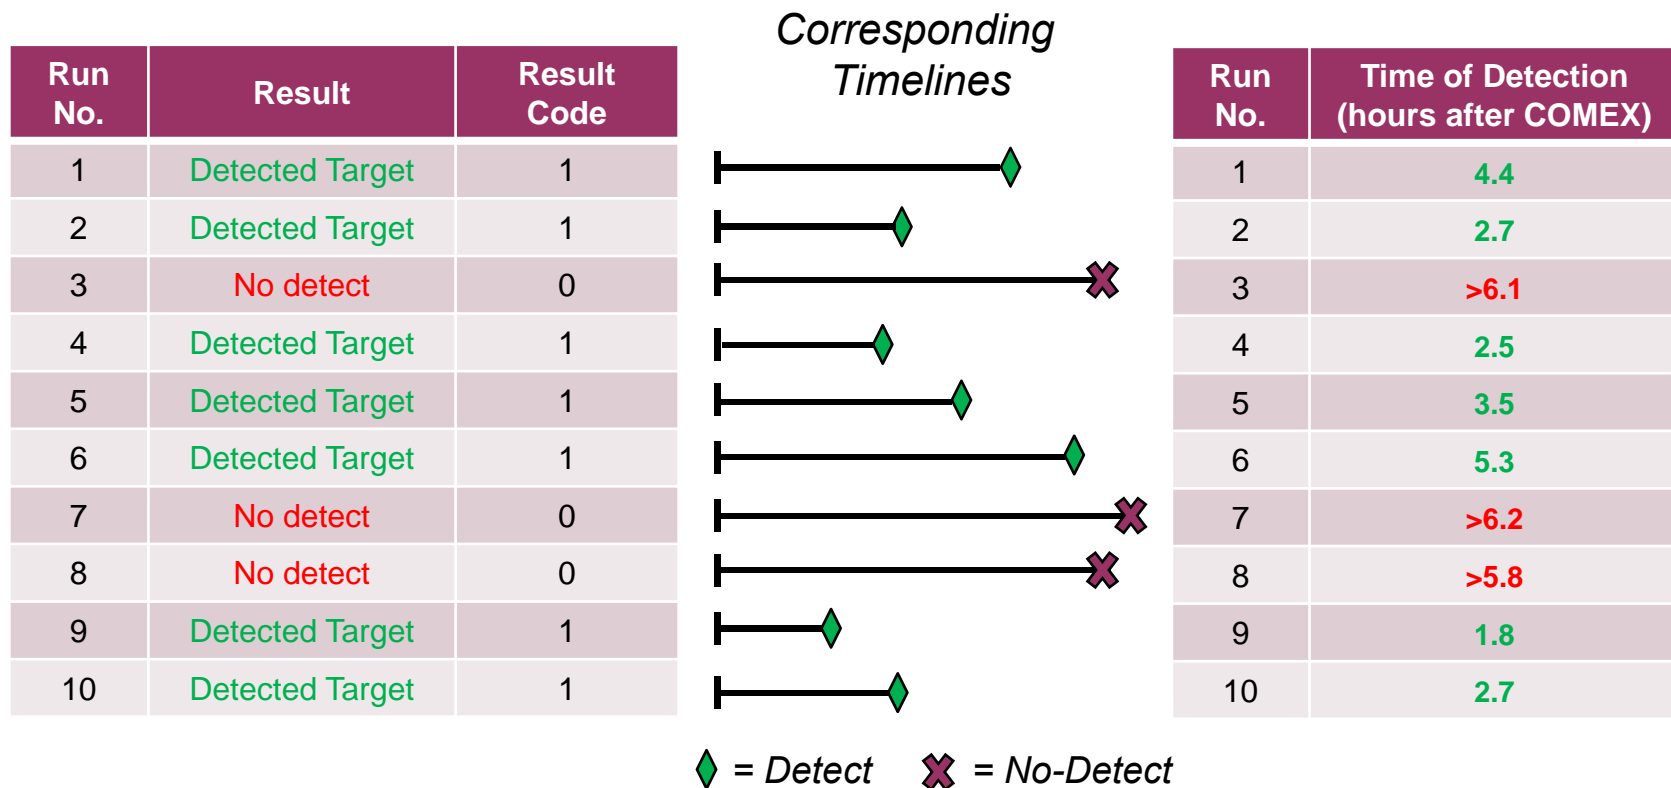 Corresponding
Timelines
Run No. Result Result Code
1 Detected Target 1
2 Detected Target 1
3 No detect 0
4 Detected Target 1
5 Detected Target 1
6 Detected Target 1
7 No detect 0
8 No detect 0
9 Detected Target 1
10 Detected Target 1
Run No. Time of Detection (hours after COMEX)
1 4.4
2 2.7
3 >6.1
4 2.5
5 3.5
6 5.3
7 >6.2
8 >5.8
9 1.8
10 2.7
= Detect = No-Detect